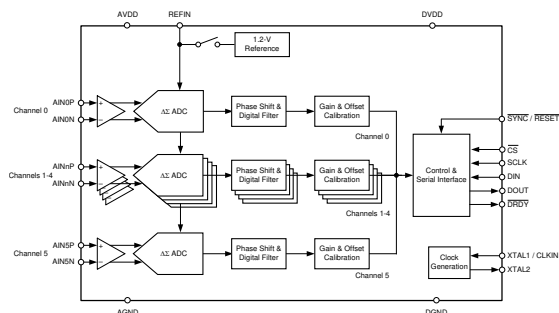 AVDD
REFIN
DVDD
1.2-V
Reference
AIN0P
Channel 0
AIN0N
+
−
ΔΣ ADC
Phase Shift &
Digital Filter
Gain & Offset
Calibration
Channel 0
SYNC / RESET
AINnP
Channels 1-4
AINnN
+
−
ΔΣ ADC
Phase Shift &
Digital Filter
Gain & Offset
Calibration
Channels 1-4
Control &
Serial Interface
CS
SCLK
DIN
DOUT
DRDY
AIN5P
Channel 5
AIN5N
+
−
ΔΣ ADC
Phase Shift &
Digital Filter
Gain & Offset
Calibration
Channel 5
Clock
Generation
XTAL1 / CLKIN
XTAL2
AGND
DGND